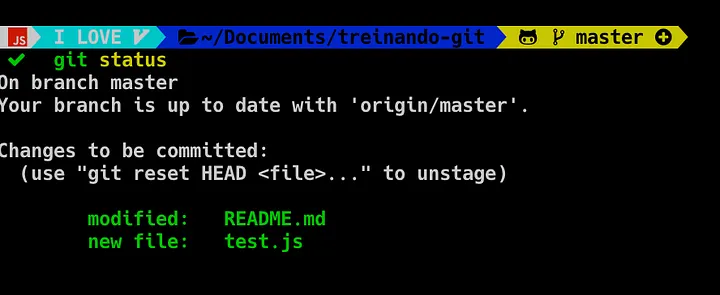 JS I LOVE ~/Documents/treinando-git master
git status
On branch master
Your branch is up to date with 'origin/master'.
Changes to be committed:
(use "git reset HEAD <file>..." to unstage)
modified: README.md
new file: test.js